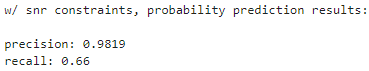 w/ snr constraints, probability prediction results:
precision: 0.9819
recall: 0.66